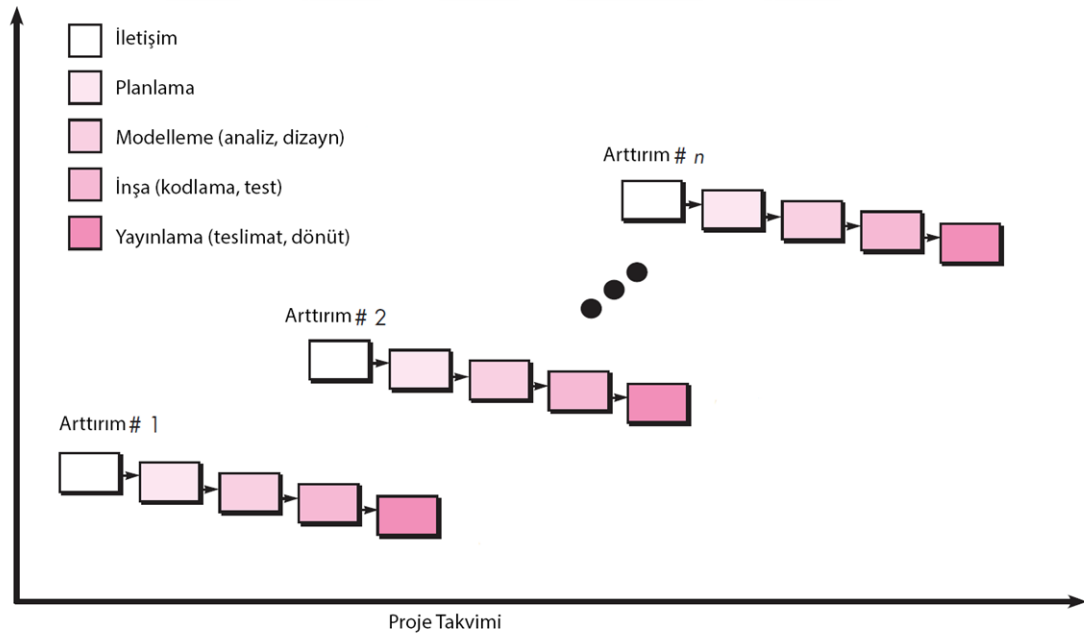 İletişim
Planlama
Modelleme (analiz, dizayn)
İnşa (kodlama, test)
Yayınlama (teslimat, dönüt)
Arttırım # n
Arttırım # 2
Arttırım # 1
Proje Takvimi